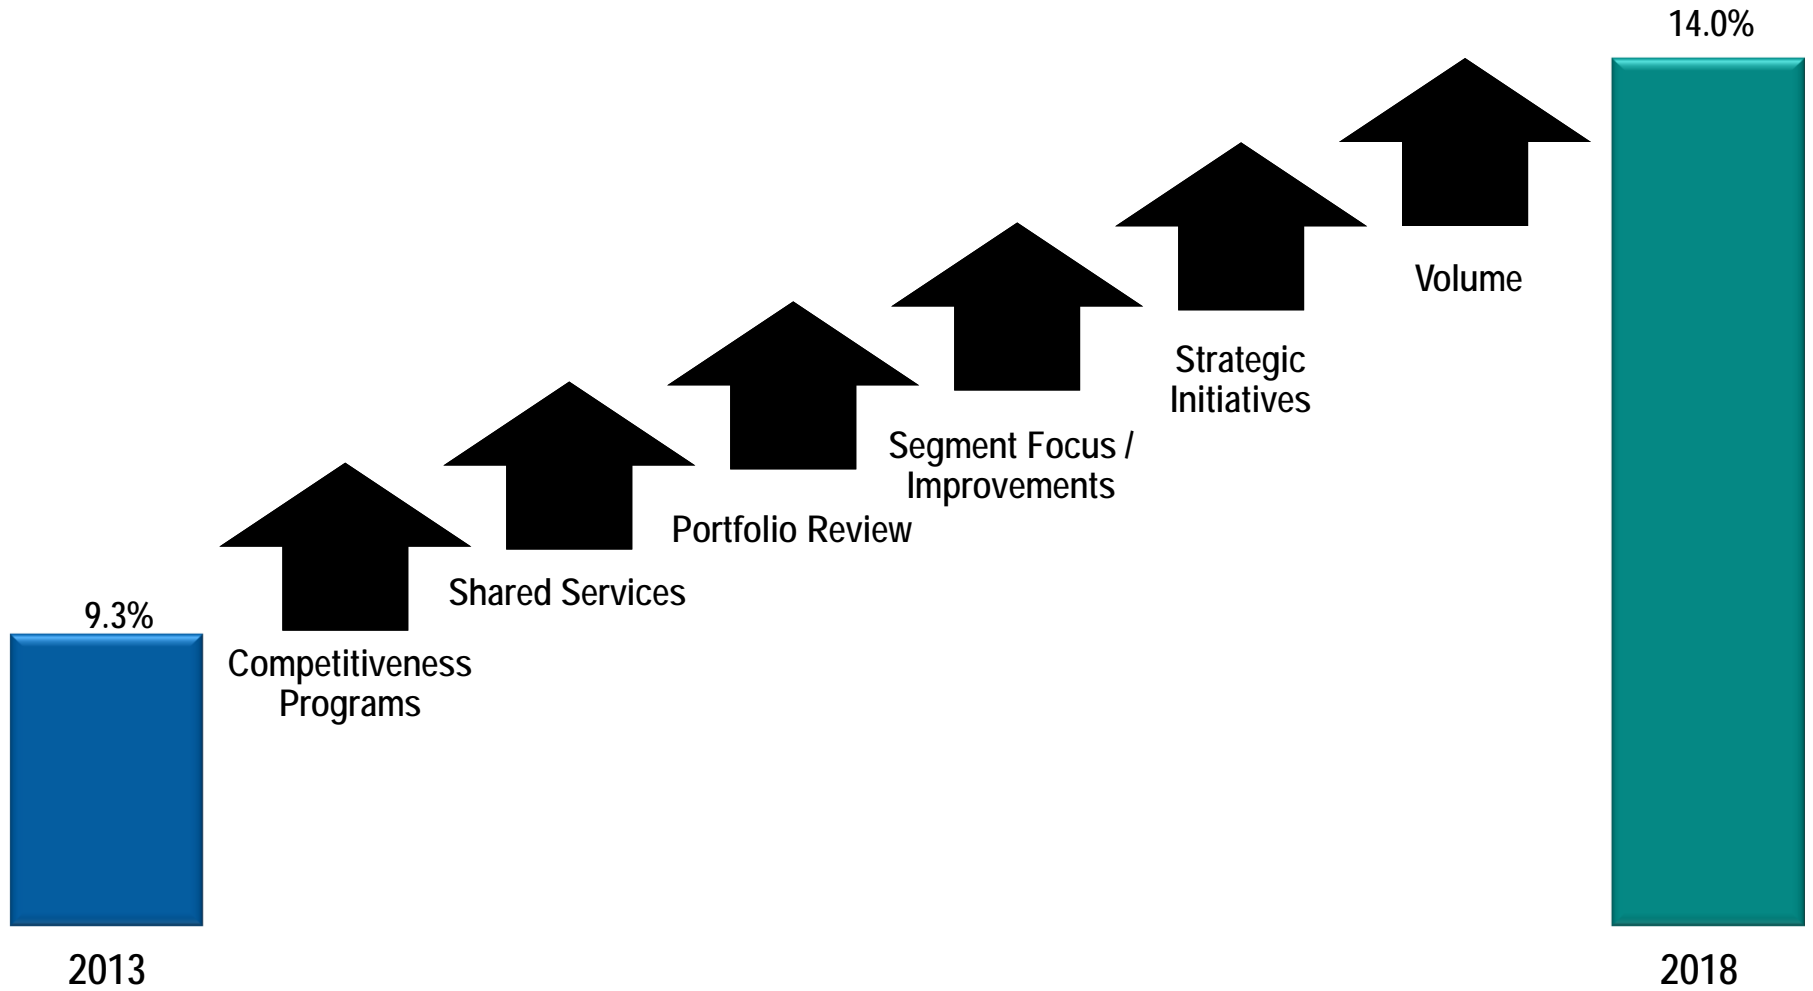 14.0%
Volume
Strategic
Initiatives
Segment Focus /
Improvements
Portfolio Review
Shared Services
9.3%
Competitiveness
Programs
2013
2018